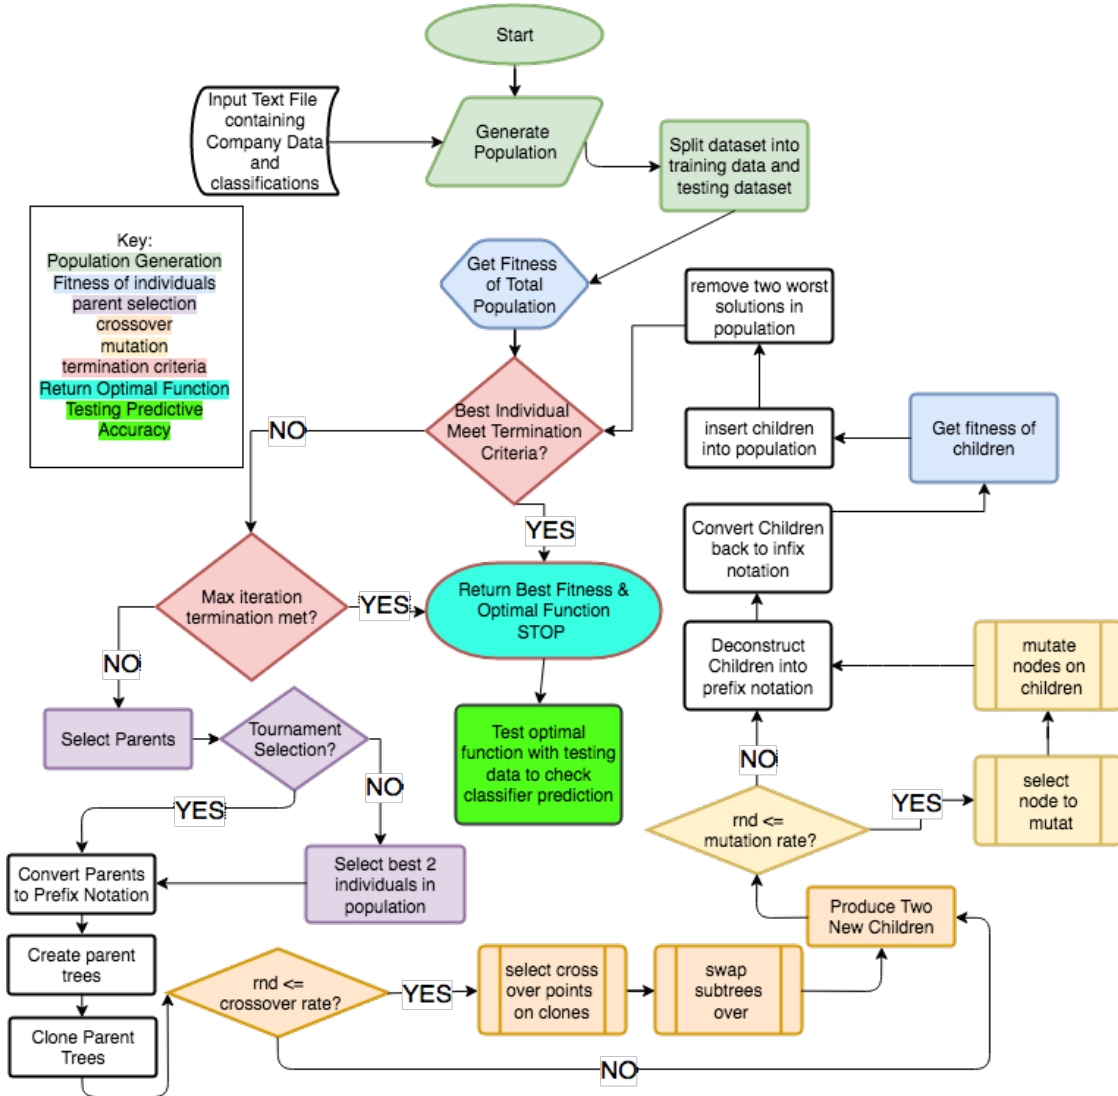 Start
Input Text File
containing
Company Data
and
classifications
Generate
Population
Split dataset into
training data and
testing dataset
Key:
Population Generation
Fitness of individuals
parent selection
crossover
mutation
termination criteria
Return Optimal Function
Testing Predictive
Accuracy
Get Fitness
of Total
Population
remove two worst
solutions in
population
Best Individual
Meet Termination
Criteria?
NO
YES
insert children
into population
Get fitness of
children
Convert Children
back to infix
notation
Max iteration
termination met?
YES
NO
Return Best Fitness &
Optimal Function
STOP
Deconstruct
Children into
prefix notation
mutate
nodes on
children
Select Parents
Tournament
Selection?
YES
NO
Test optimal
function with testing
data to check
classifier prediction
NO
rnd <=
mutation rate?
YES
select
node to
mutat
Convert Parents
to Prefix Notation
Select best 2
individuals in
population
Produce Two
New Children
Create parent
trees
Clone Parent
Trees
rnd <=
crossover rate?
YES
select cross
over points
on clones
swap
subtrees
over
NO